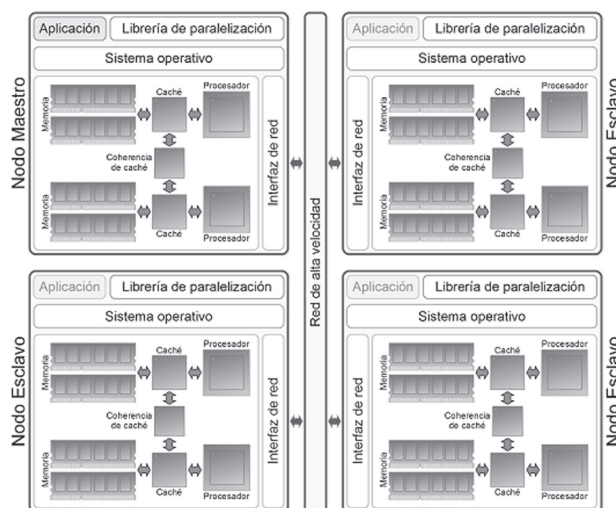 Nodo Maestro
Aplicación
Librería de paralelización
Sistema operativo
Memoria
Caché
Procesador
Coherencia
de caché
Memoria
Caché
Procesador
Interfaz de red
Red de alta velocidad
Nodo Esclavo
Aplicación
Librería de paralelización
Sistema operativo
Interfaz de red
Memoria
Caché
Procesador
Coherencia
de caché
Memoria
Caché
Procesador
Nodo Esclavo
Aplicación
Librería de paralelización
Sistema operativo
Memoria
Caché
Procesador
Coherencia
de caché
Memoria
Caché
Procesador
Interfaz de red
Nodo Esclavo
Aplicación
Librería de paralelización
Sistema operativo
Interfaz de red
Memoria
Caché
Procesador
Coherencia
de caché
Memoria
Caché
Procesador